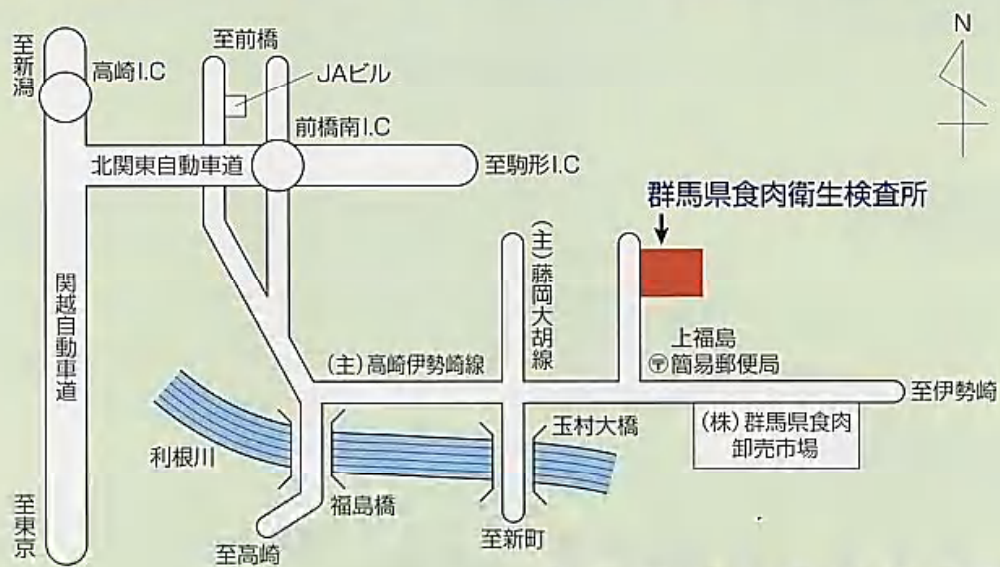 至新潟
高崎I.C
至前橋
JAビル
N
前橋南I.C
北関東自動車道
至駒形I.C
群馬県食肉衛生検査所
関越自動車道
(主)藤岡大胡線
上福島
〒簡易郵便局
(主)高崎伊勢崎線
至伊勢崎
玉村大橋
(株)群馬県食肉
卸売市場
利根川
福島橋
至東京
至高崎
至新町